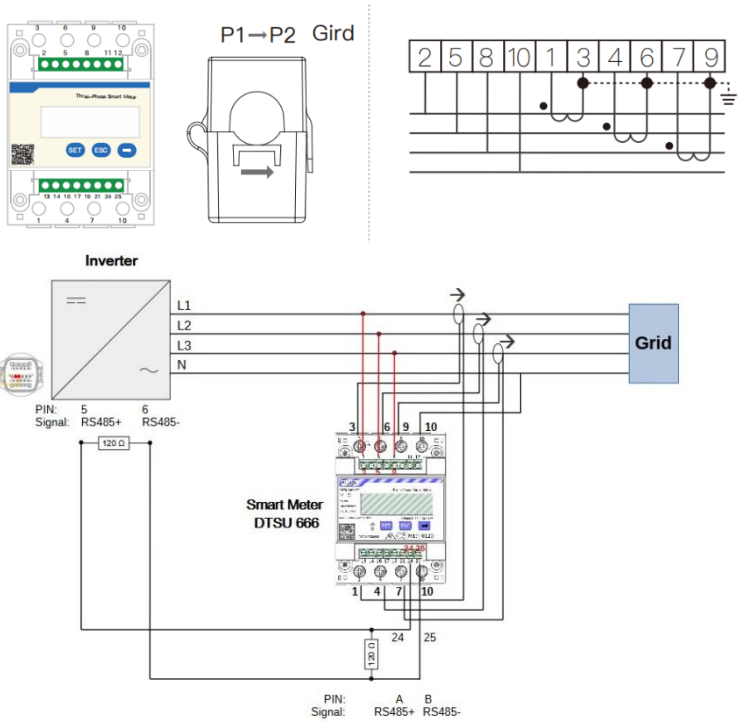 P1→P2 Gird
3 6 9 10
2 5 8 11 12
Three-Phase Smart Meter
SET ESC →
13 14 16 17 19 21 24 25
1 4 7 10
2 5 8 10 1 3 4 6 7 9
Inverter
L1
L2
L3
N
Grid
PIN: 5 6
Signal: RS485+ RS485-
120 Ω
3 6 9 10
Smart Meter
DTSU 666
24 25
1 4 7 10
24 25
120 Ω
PIN: A B
Signal: RS485+ RS485-